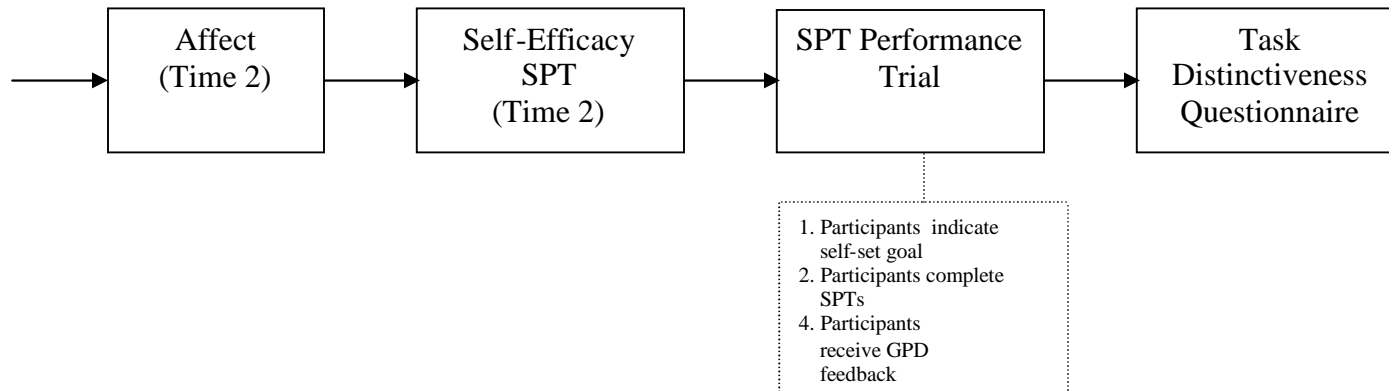 Affect
(Time 2)
Self-Efficacy
SPT
(Time 2)
SPT Performance
Trial
Task
Distinctiveness
Questionnaire
1. Participants indicate
self-set goal
2. Participants complete
SPTs
4. Participants
receive GPD
feedback